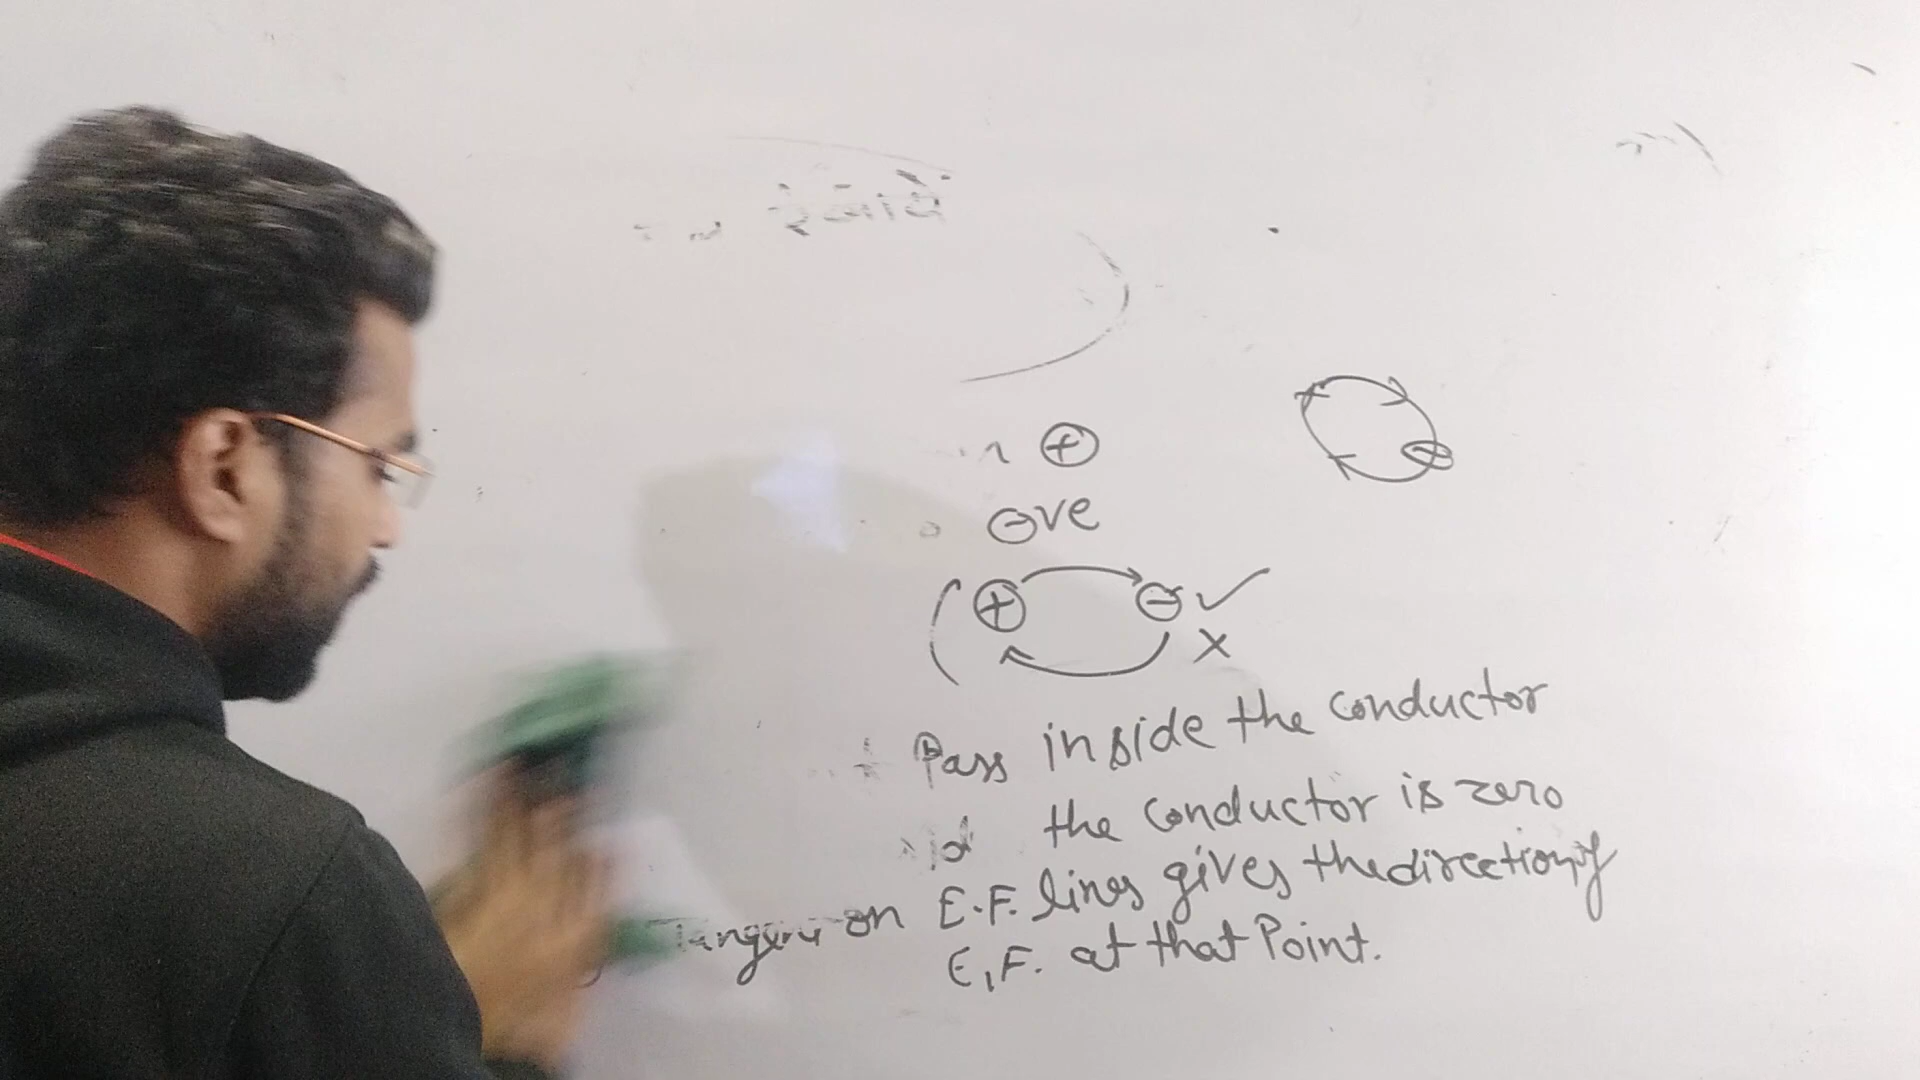 ⊕
⊖ve
⊕ ⊖ ✓
X
Pass inside the conductor
the conductor is zero
Tangent on E.F. lines gives the direction of
E.F. at that Point.